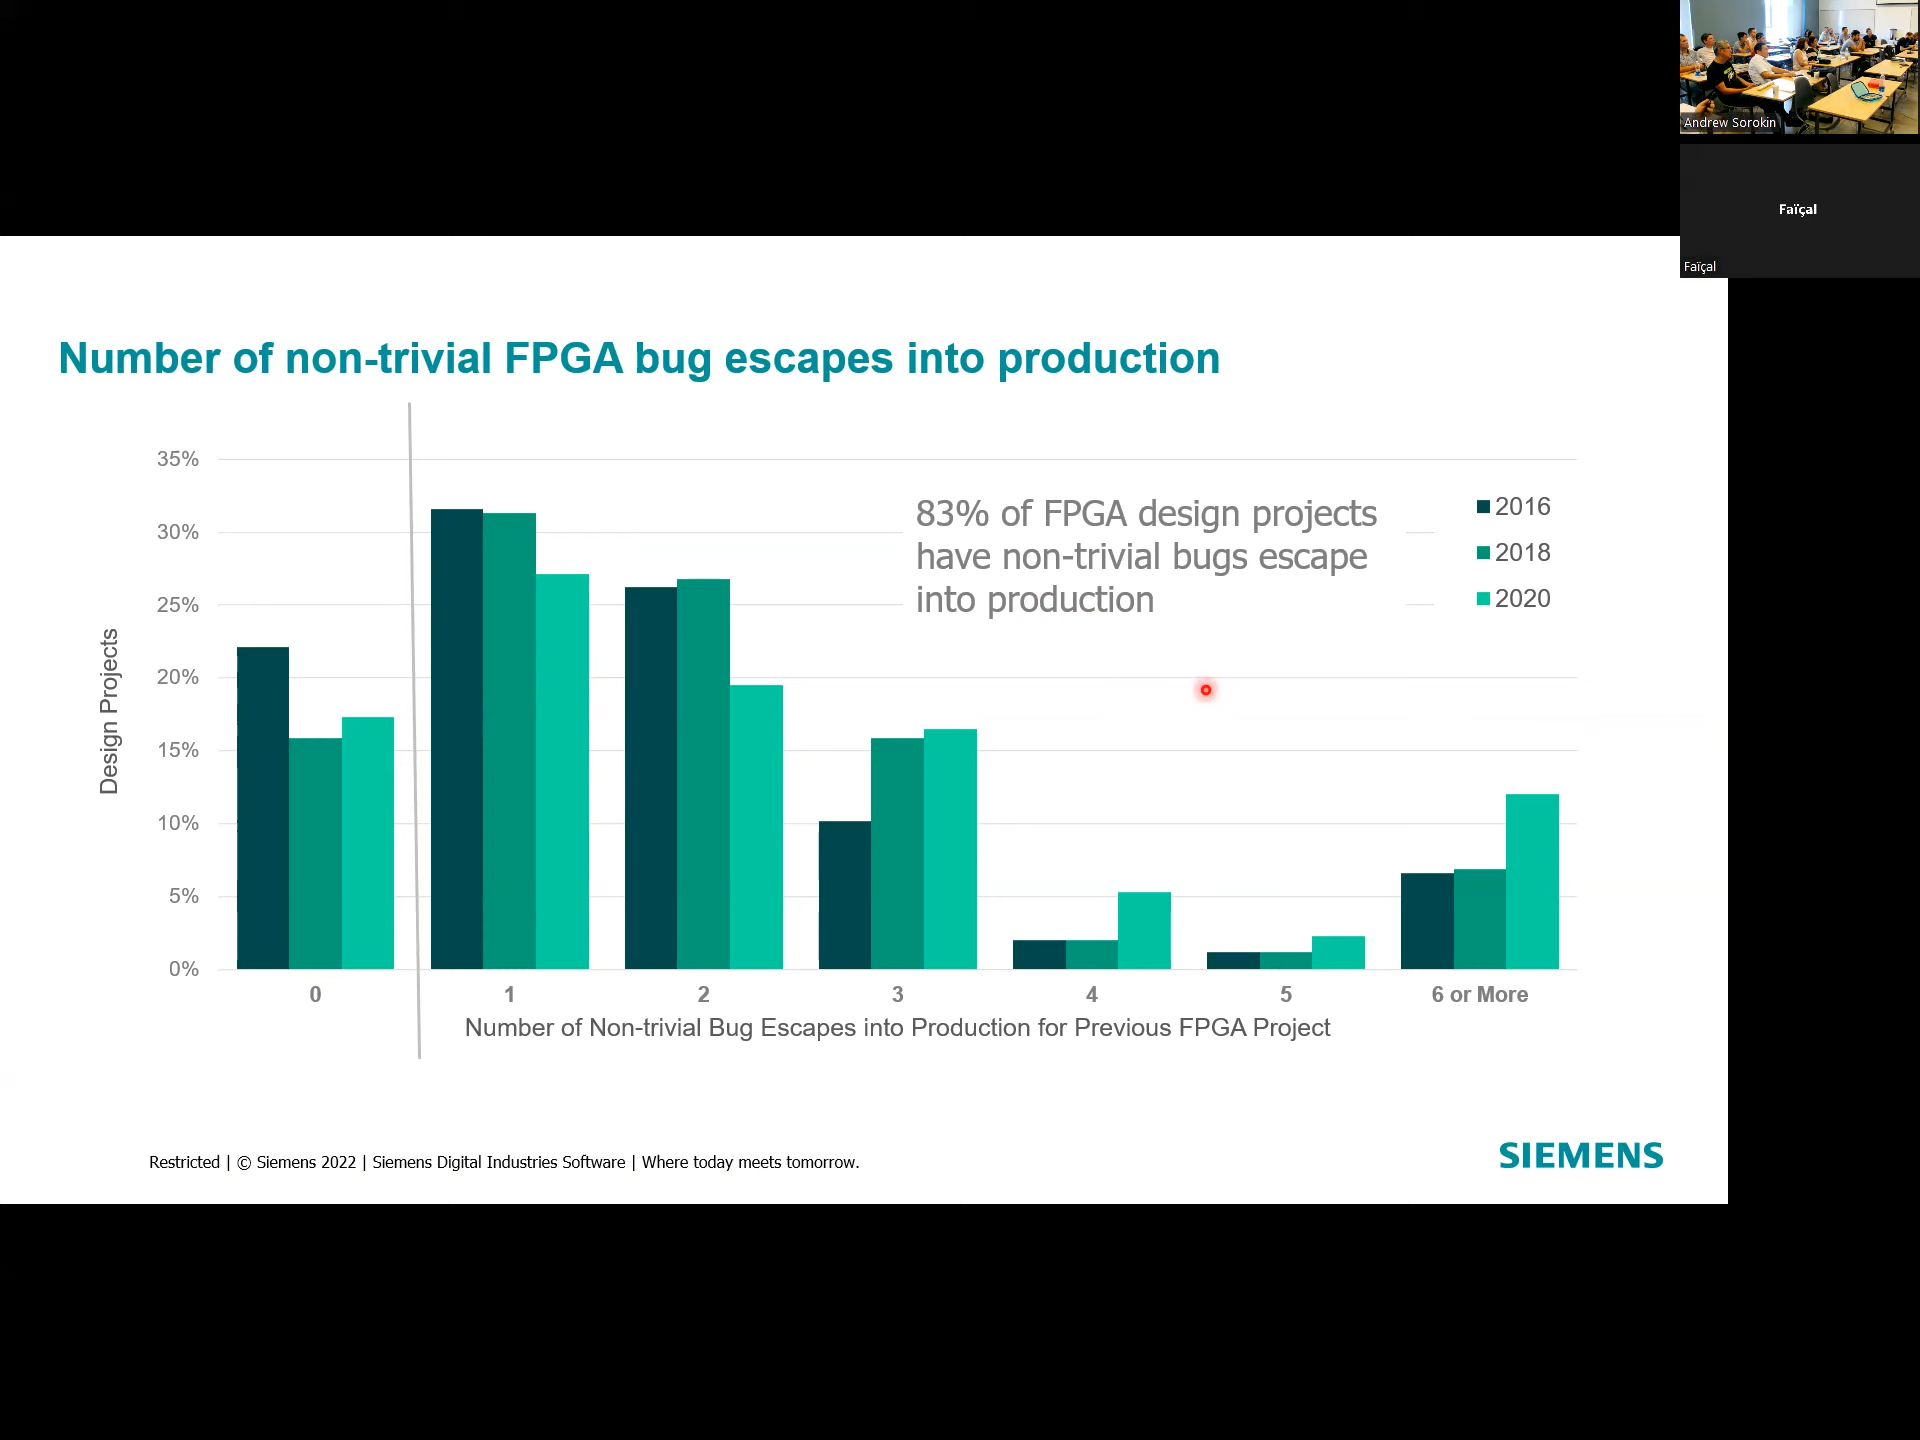 Andrew Sorokin
Faïçal
Faïçal
Number of non-trivial FPGA bug escapes into production
35%
30%
25%
20%
15%
10%
5%
0%
Design Projects
83% of FPGA design projects
have non-trivial bugs escape
into production
2016
2018
2020
0
1
2
3
4
5
6 or More
Number of Non-trivial Bug Escapes into Production for Previous FPGA Project
Restricted | © Siemens 2022 | Siemens Digital Industries Software | Where today meets tomorrow.
SIEMENS